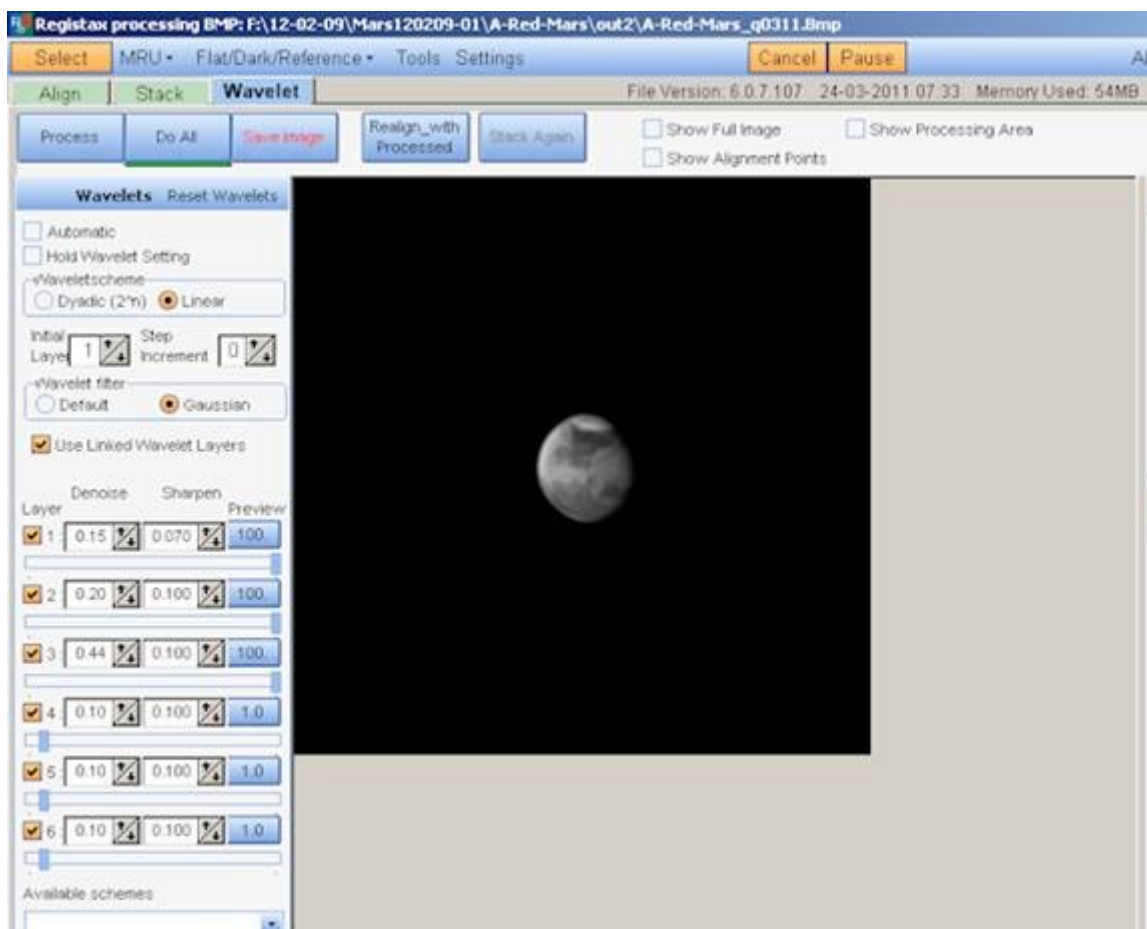 Registax processing BMP: F:\12-02-09\Mars120209-01\A-Red-Mars\out2\A-Red-Mars_q0311.Bmp
Select MRU Flat/Dark/Reference Tools Settings Cancel Pause
Align Stack Wavelet File Version: 6.0.7.107 24-03-2011 07:33 Memory Used: 54MB
Process Do All Save Image Realign_with Processed Stack Again Show Full Image Show Processing Area
Show Alignment Points
Wavelets Reset Wavelets
Automatic
Hold Wavelet Setting
Waveletscheme
Dyadic (2^n) Linear
Initial Layer 1 Step Increment 0
Wavelet filter
Default Gaussian
Use Linked Wavelet Layers
Denoise Sharpen
Layer Preview
1 : 0.15 0.070 100.
2 : 0.20 0.100 100.
3 : 0.44 0.100 100.
4 : 0.10 0.100 1.0
5 : 0.10 0.100 1.0
6 : 0.10 0.100 1.0
Available schemes